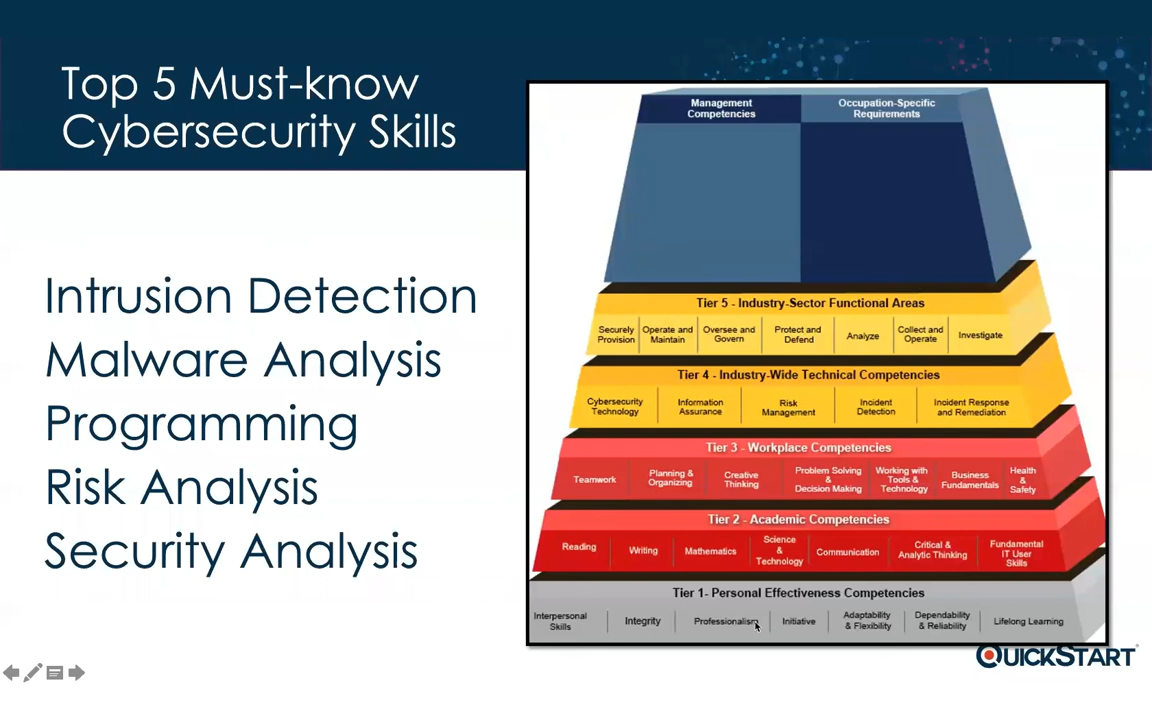 Top 5 Must-know
Cybersecurity Skills
Intrusion Detection
Malware Analysis
Programming
Risk Analysis
Security Analysis
Management
Competencies
Occupation-Specific
Requirements
Tier 5 - Industry-Sector Functional Areas
Securely
Provision
Operate and
Maintain
Oversee and
Govern
Protect and
Defend
Analyze
Collect and
Operate
Investigate
Tier 4 - Industry-Wide Technical Competencies
Cybersecurity
Technology
Information
Assurance
Risk
Management
Incident
Detection
Incident Response
and Remediation
Tier 3 - Workplace Competencies
Teamwork
Planning &
Organizing
Creative
Thinking
Problem Solving
&
Decision Making
Working with
Tools &
Technology
Business
Fundamentals
Health
&
Safety
Tier 2 - Academic Competencies
Reading
Writing
Mathematics
Science
&
Technology
Communication
Critical &
Analytic Thinking
Fundamental
IT User
Skills
Tier 1- Personal Effectiveness Competencies
Interpersonal
Skills
Integrity
Professionalism
Initiative
Adaptability
& Flexibility
Dependability
& Reliability
Lifelong Learning
QUICKSTART